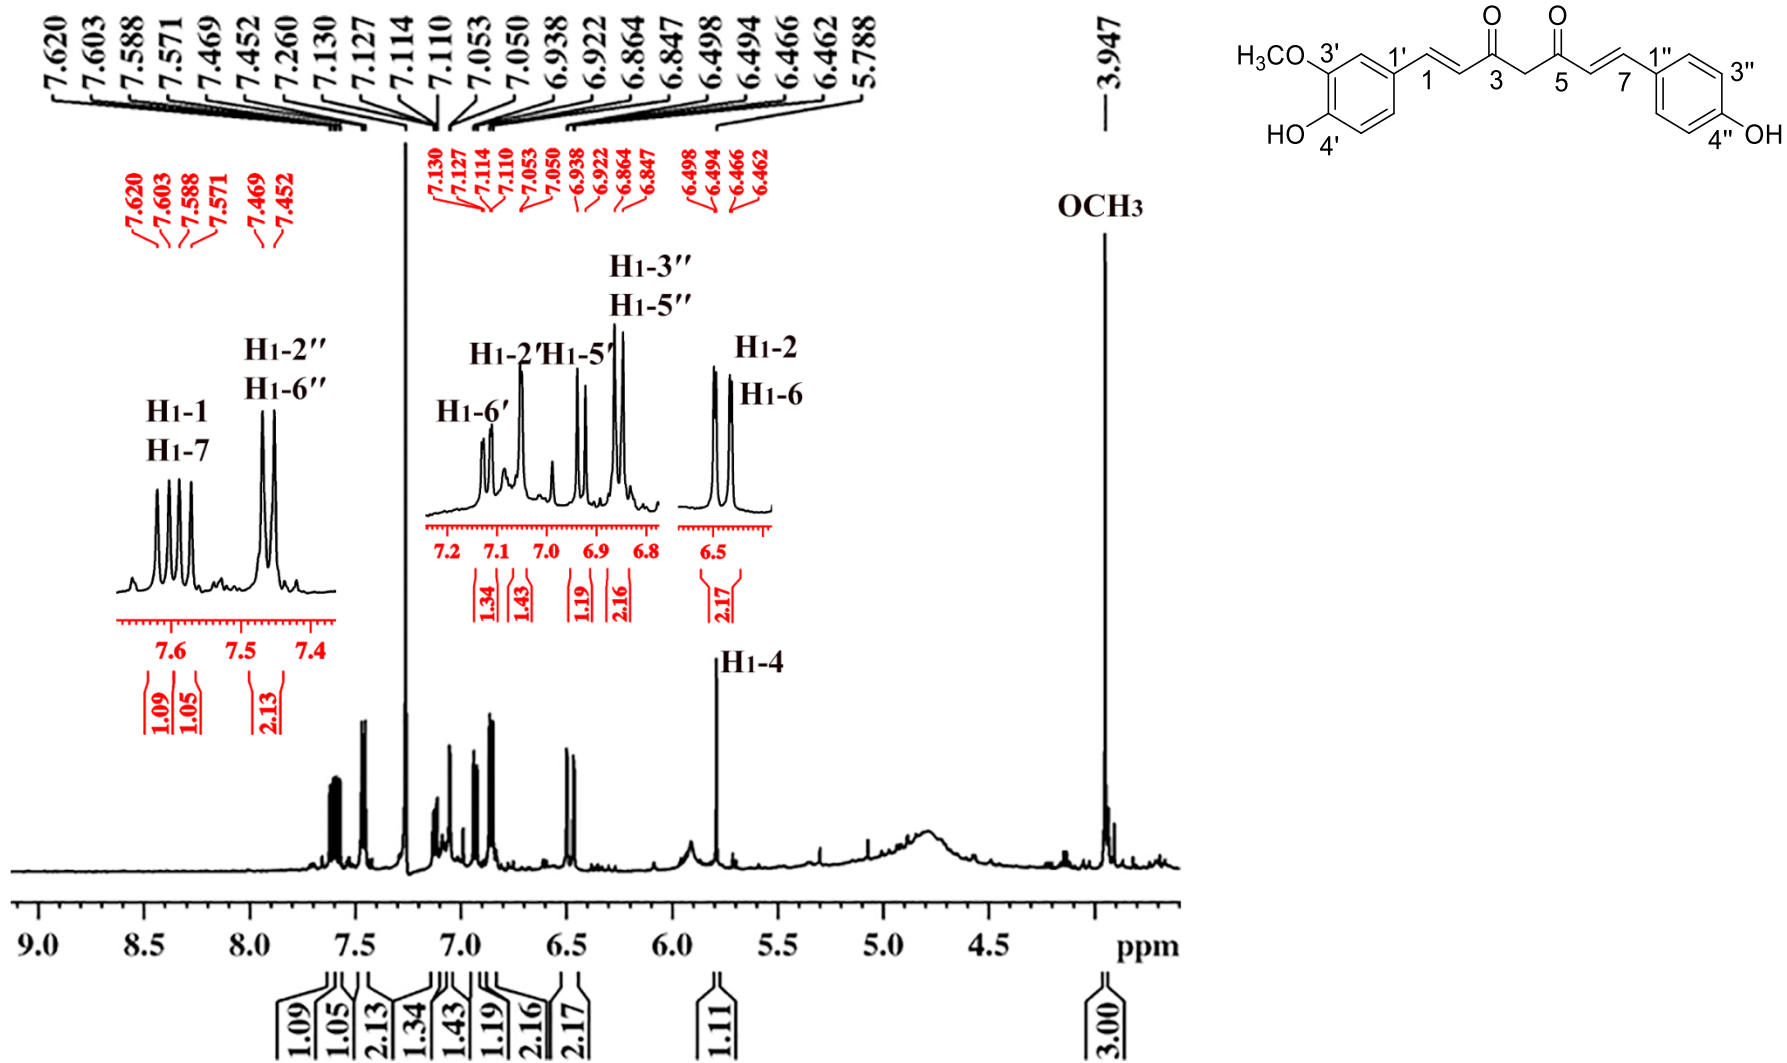 7.620 7.603 7.588 7.571 7.469 7.452 7.260 7.130 7.127 7.114 7.110 7.053 7.050 6.938 6.922 6.864 6.847 6.498 6.494 6.466 6.462 5.788 3.947
O O
H3C O 3' 1' 1 3 5 7 1'' 3''
HO 4' 4'' OH
7.620 7.603 7.588 7.571 7.469 7.452
7.130 7.127 7.114 7.110 7.053 7.050 6.938 6.922 6.864 6.847 6.498 6.494 6.466 6.462
OCH3
H1-3′′
H1-5′′
H1-2′′
H1-6′′
H1-2′ H1-5′
H1-2
H1-6
H1-1
H1-7
H1-6′
7.2 7.1 7.0 6.9 6.8 6.5
1.34 1.43 1.19 2.16 2.17
7.6 7.5 7.4
1.09 1.05 2.13
H1-4
9.0 8.5 8.0 7.5 7.0 6.5 6.0 5.5 5.0 4.5 ppm
1.09 1.05 2.13 1.34 1.43 1.19 2.16 2.17 1.11 3.00